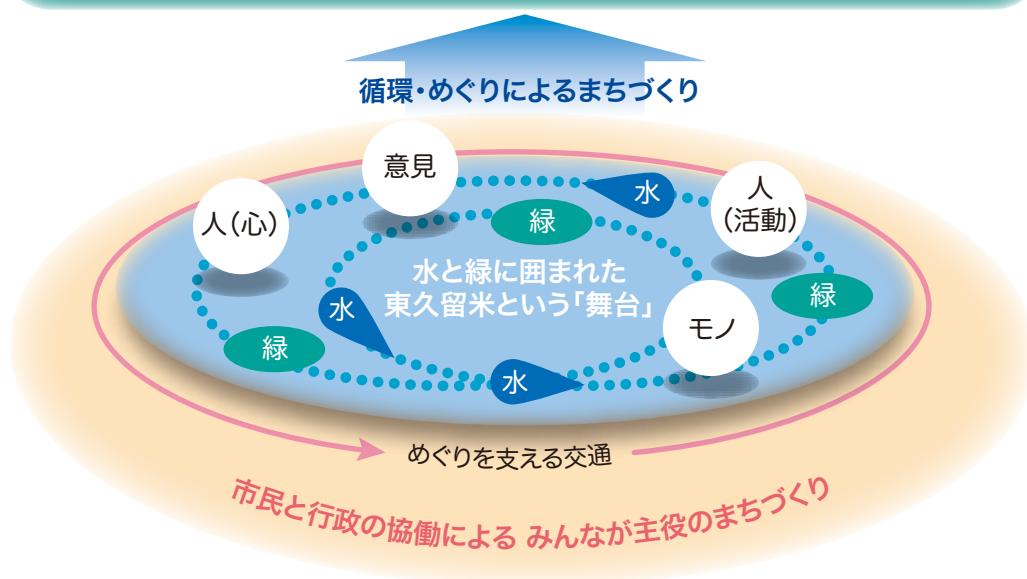 循環・めぐりによるまちづくり
意見
水
人
(活動)
人(心)
緑
水と緑に囲まれた
東久留米という「舞台」
緑
水
モノ
緑
水
めぐりを支える交通
市民と行政の協働による みんなが主役のまちづくり